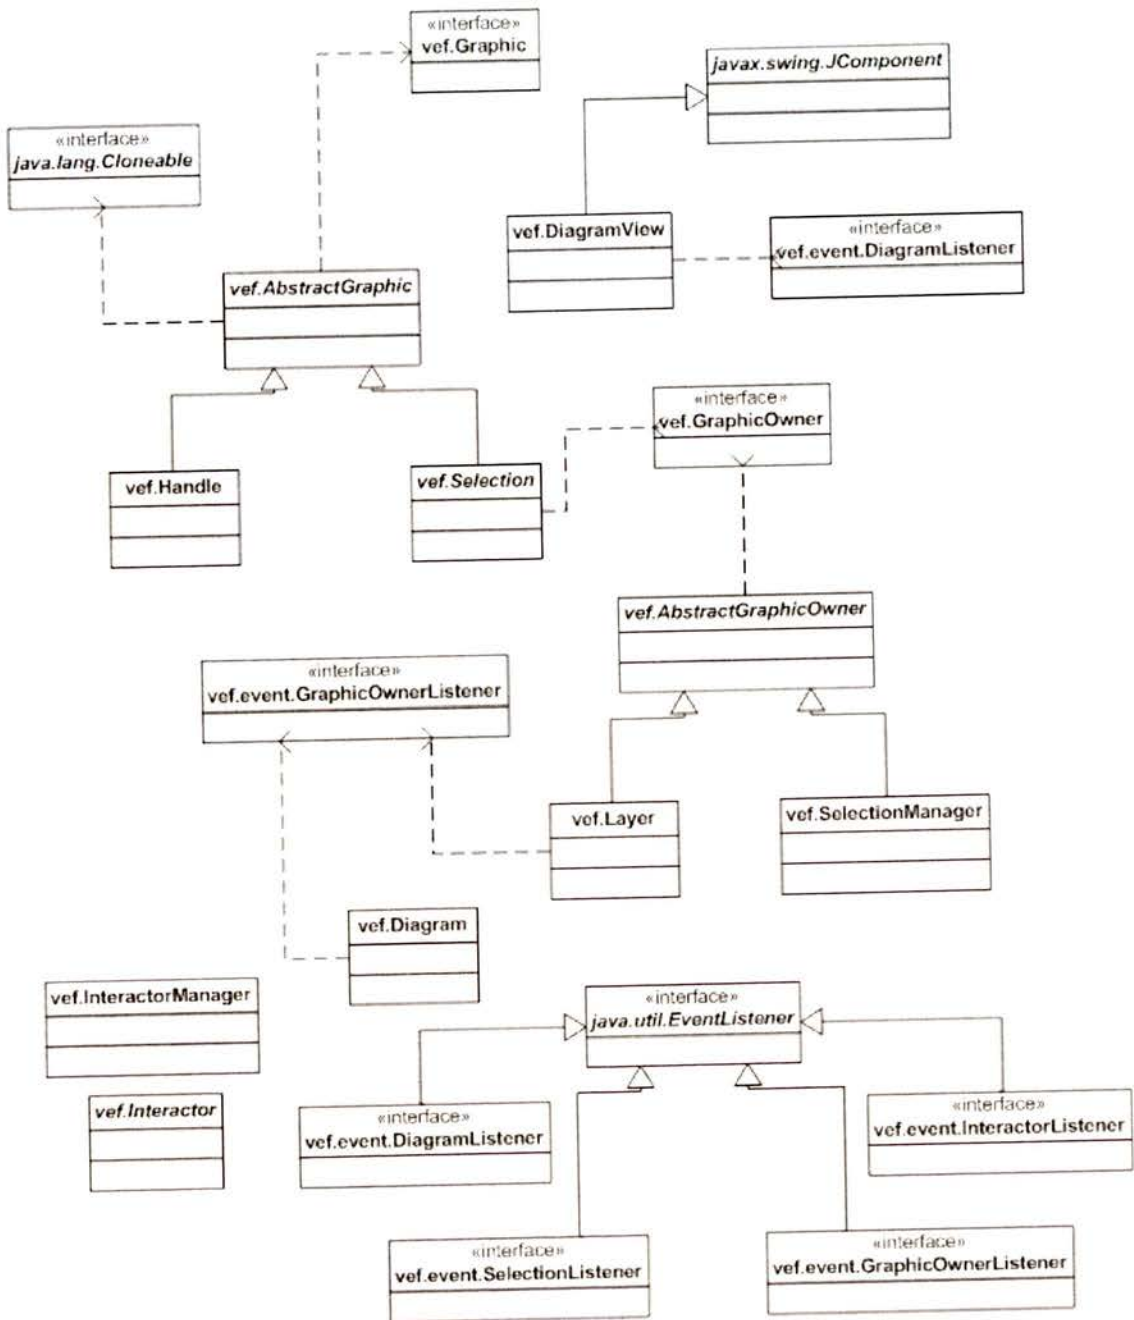 «interface»
vef.Graphic
javax.swing.JComponent
«interface»
java.lang.Cloneable
vef.DiagramView
«interface»
vef.event.DiagramListener
vef.AbstractGraphic
«interface»
vef.GraphicOwner
vef.Handle
vef.Selection
vef.AbstractGraphicOwner
«interface»
vef.event.GraphicOwnerListener
vef.Layer
vef.SelectionManager
vef.Diagram
vef.InteractorManager
«interface»
java.util.EventListener
vef.Interactor
«interface»
vef.event.DiagramListener
«interface»
vef.event.InteractorListener
«interface»
vef.event.SelectionListener
«interface»
vef.event.GraphicOwnerListener